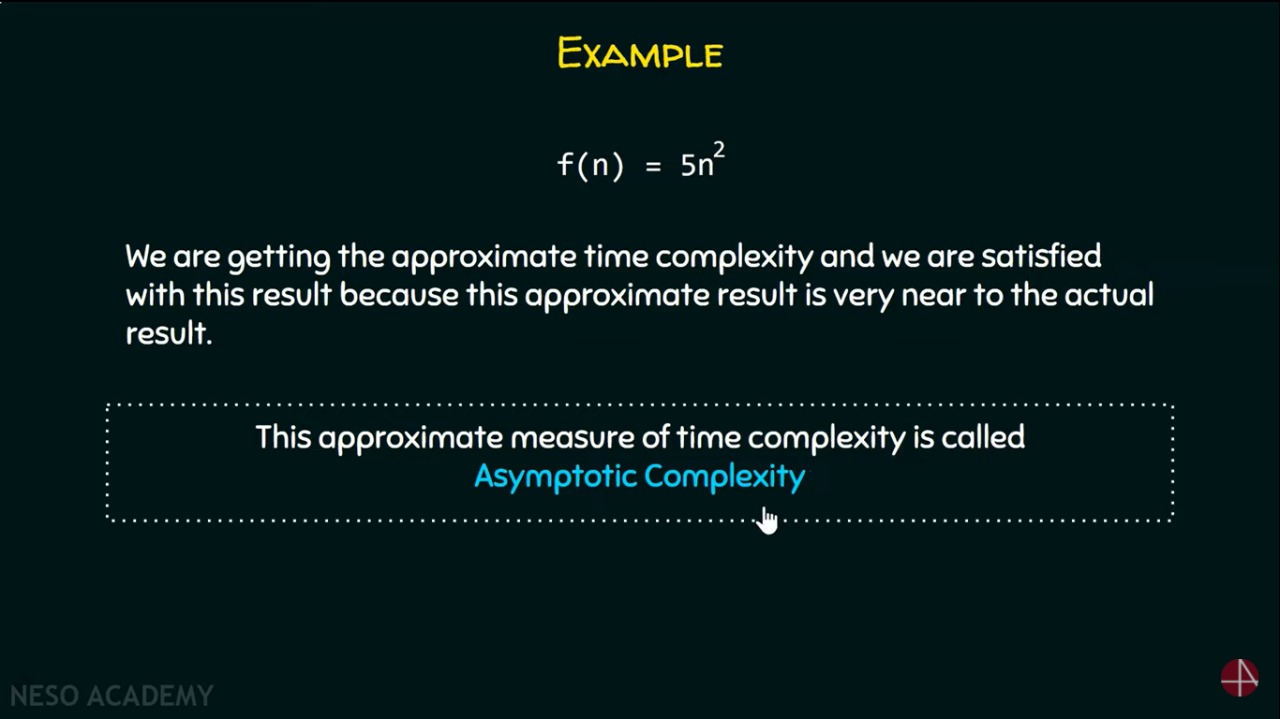 EXAMPLE
f(n) = 5n²
We are getting the approximate time complexity and we are satisfied
with this result because this approximate result is very near to the actual
result.
This approximate measure of time complexity is called
Asymptotic Complexity
NESO ACADEMY